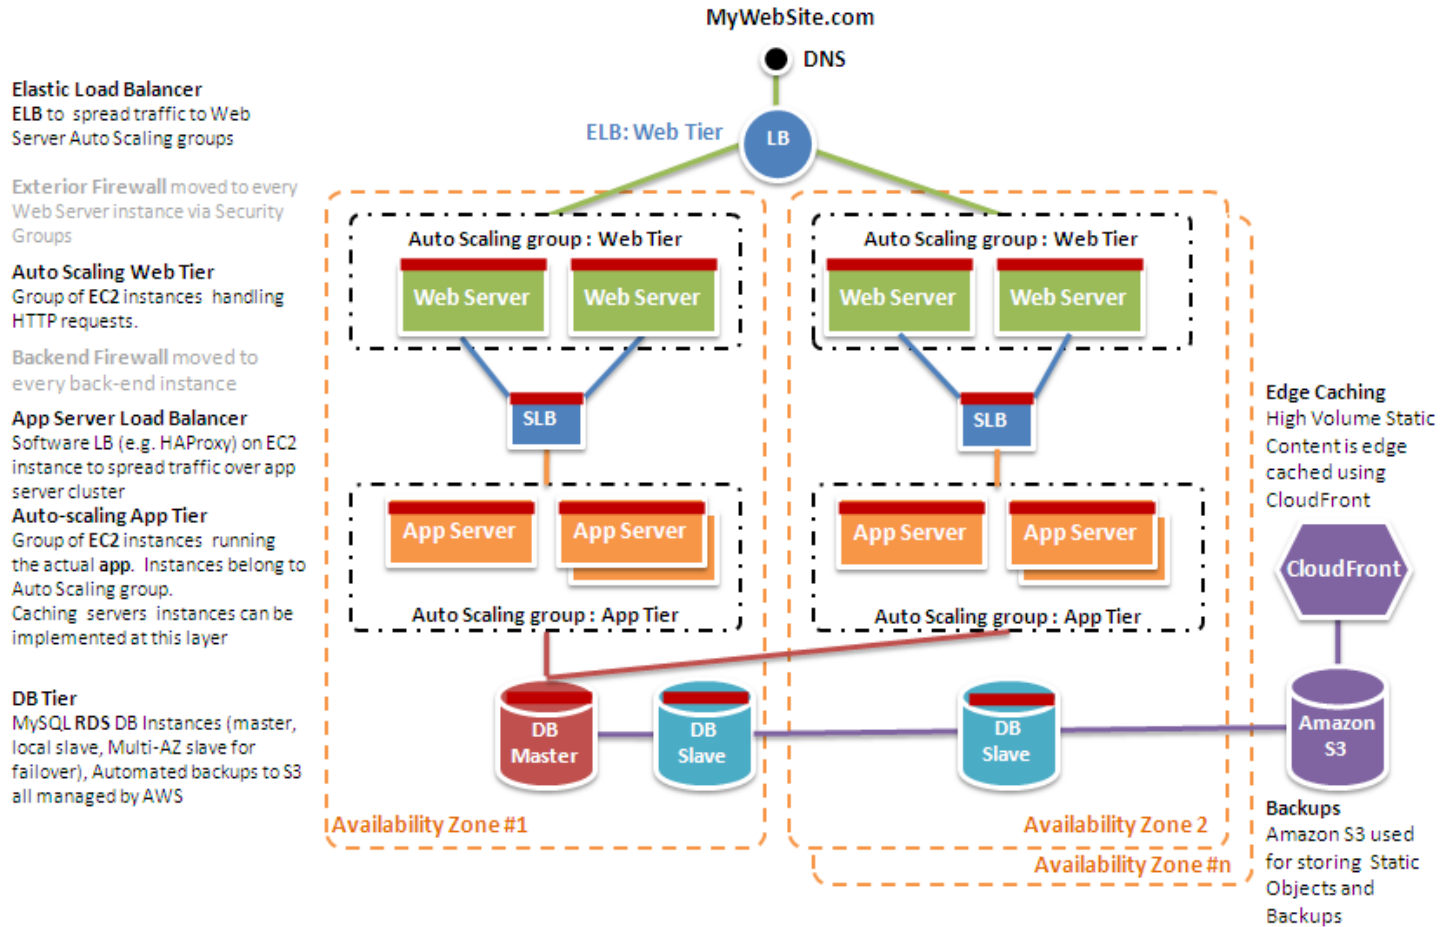 MyWebSite.com
DNS
Elastic Load Balancer
ELB to spread traffic to Web
Server Auto Scaling groups
ELB: Web Tier
LB
Exterior Firewall moved to every
Web Server instance via Security
Groups
Auto Scaling Web Tier
Group of EC2 instances handling
HTTP requests.
Backend Firewall moved to
every back-end instance
App Server Load Balancer
Software LB (e.g. HAProxy) on EC2
instance to spread traffic over app
server cluster
Auto-scaling App Tier
Group of EC2 instances running
the actual app. Instances belong to
Auto Scaling group.
Caching servers instances can be
implemented at this layer
DB Tier
MySQL RDS DB Instances (master,
local slave, Multi-AZ slave for
failover), Automated backups to S3
all managed by AWS
Auto Scaling group : Web Tier
Web Server
Web Server
SLB
App Server
App Server
Auto Scaling group : App Tier
DB
Master
DB
Slave
Availability Zone #1
Auto Scaling group : Web Tier
Web Server
Web Server
SLB
App Server
App Server
Auto Scaling group : App Tier
DB
Slave
Availability Zone 2
Availability Zone #n
Edge Caching
High Volume Static
Content is edge
cached using
CloudFront
CloudFront
Amazon
S3
Backups
Amazon S3 used
for storing Static
Objects and
Backups